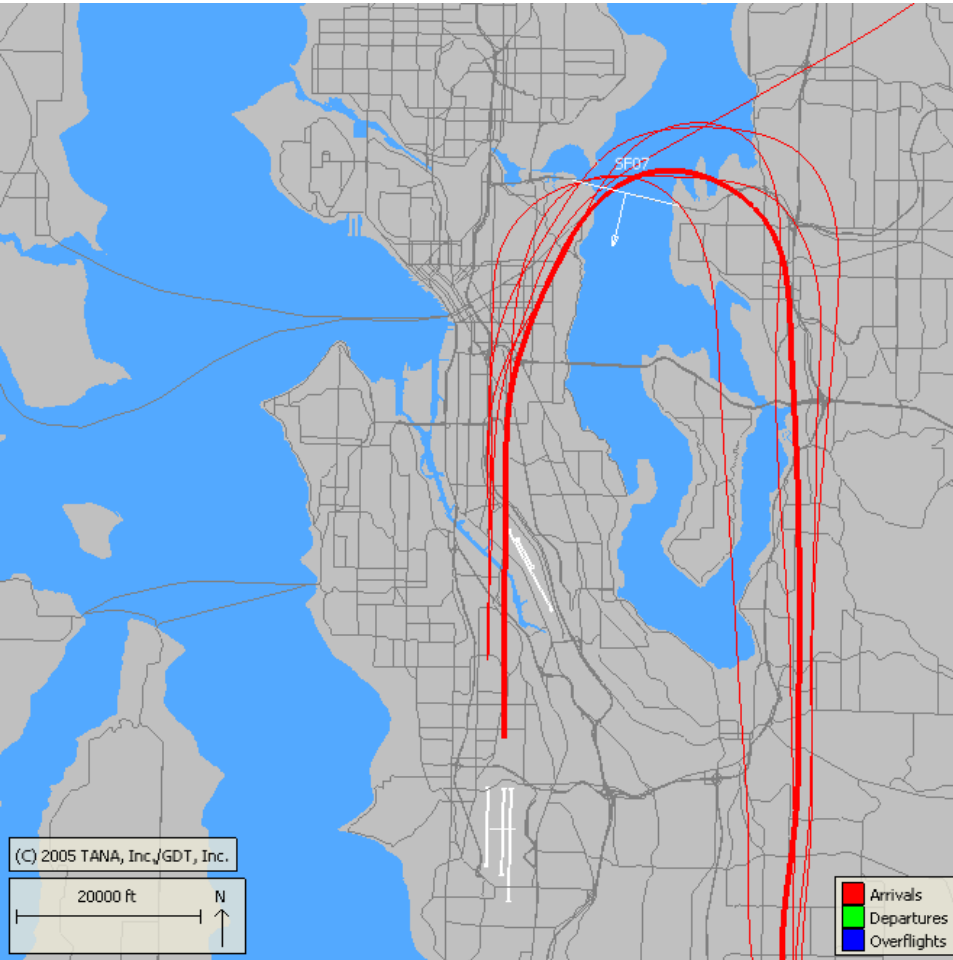 SF07
(C) 2005 TANA, Inc./GDT, Inc.
20000 ft
N
Arrivals
Departures
Overflights